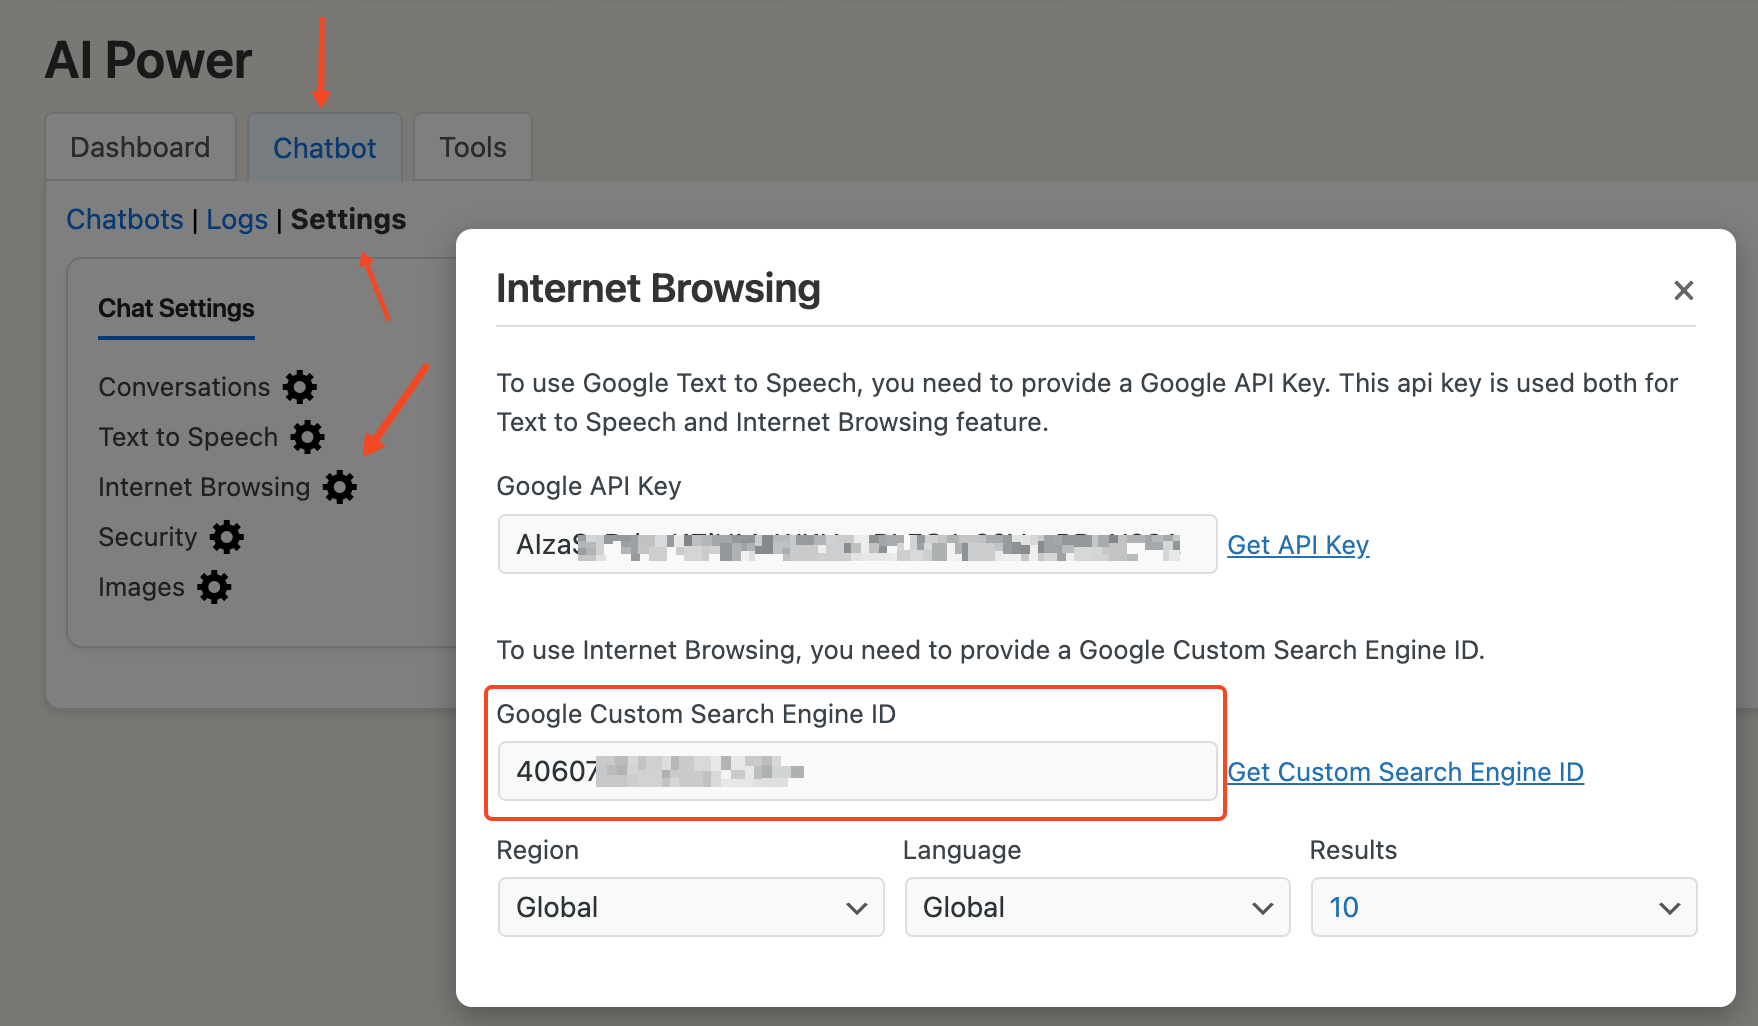 AI Power
Dashboard
Chatbot
Tools
Chatbots | Logs | Settings
Chat Settings
Conversations
Text to Speech
Internet Browsing
Security
Images
Internet Browsing
To use Google Text to Speech, you need to provide a Google API Key. This api key is used both for
Text to Speech and Internet Browsing feature.
Google API Key
Get API Key
To use Internet Browsing, you need to provide a Google Custom Search Engine ID.
Google Custom Search Engine ID
40607
Get Custom Search Engine ID
Region
Language
Results
Global
Global
10